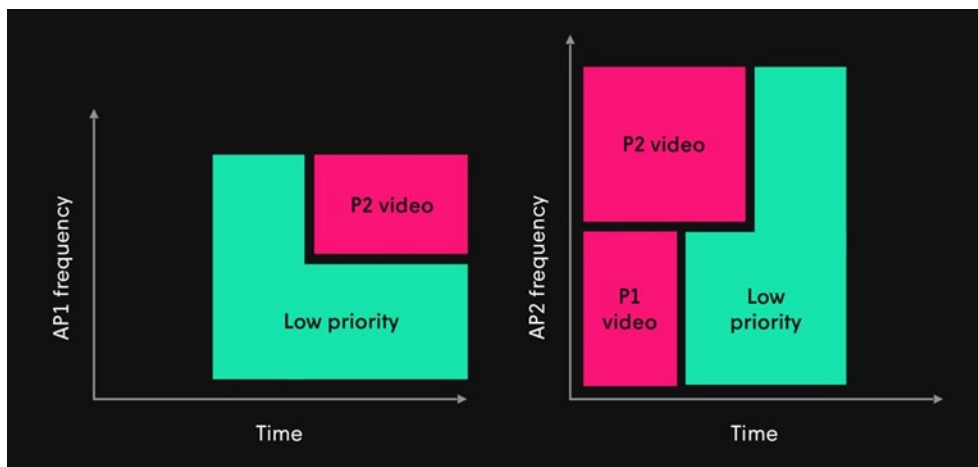 AP1 frequency
P2 video
Low priority
Time
AP2 frequency
P2 video
P1
video
Low
priority
Time